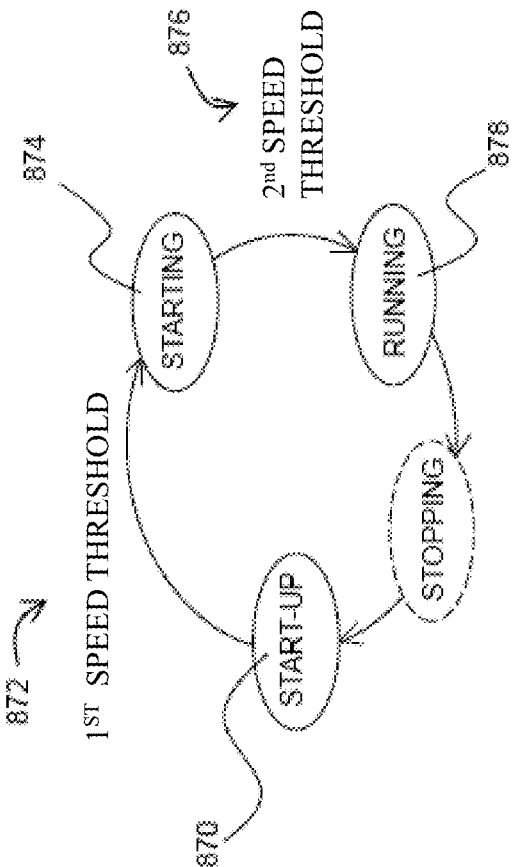 872
874
1ST SPEED THRESHOLD
876
STARTING
870
2nd SPEED
THRESHOLD
START-UP
RUNNING
STOPPING
878